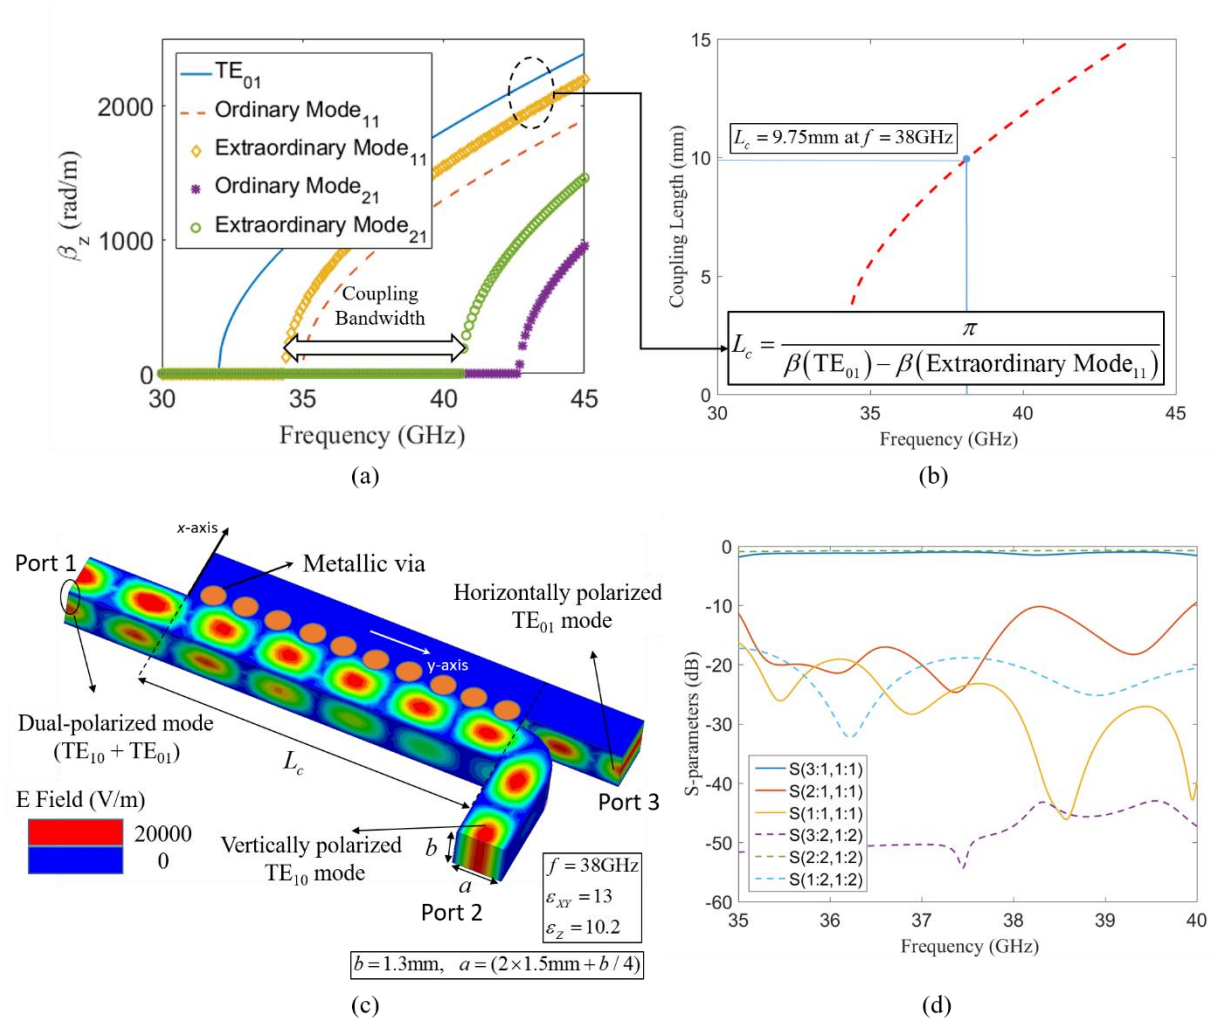 TE₀₁
Ordinary Mode₁₁
Extraordinary Mode₁₁
Ordinary Mode₂₁
Extraordinary Mode₂₁
Coupling
Bandwidth
2000
1000
0
β_z (rad/m)
30 35 40 45
Frequency (GHz)
(a)
15
10
5
0
Coupling Length (mm)
L_c = 9.75mm at f = 38GHz
L_c = π / (β(TE₀₁) − β(Extraordinary Mode₁₁))
30 35 40 45
Frequency (GHz)
(b)
x-axis
Port 1
Metallic via
Horizontally polarized
TE₀₁ mode
y-axis
Dual-polarized mode
(TE₁₀ + TE₀₁)
L_c
E Field (V/m)
20000
0
Port 3
Vertically polarized
TE₁₀ mode
b
a
Port 2
f = 38GHz
ε_XY = 13
ε_Z = 10.2
b = 1.3mm, a = (2×1.5mm + b / 4)
(c)
0
-10
-20
-30
-40
-50
-60
S-parameters (dB)
S(3:1,1:1)
S(2:1,1:1)
S(1:1,1:1)
S(3:2,1:2)
S(2:2,1:2)
S(1:2,1:2)
35 36 37 38 39 40
Frequency (GHz)
(d)